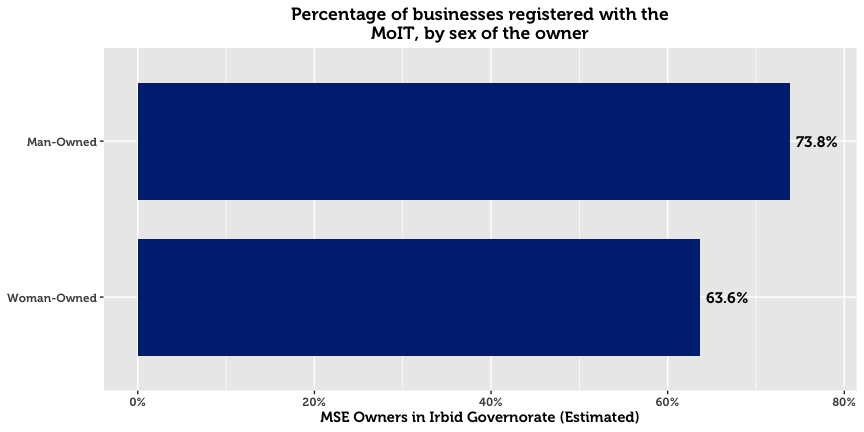 Percentage of businesses registered with the
MoIT, by sex of the owner
Man-Owned
73.8%
Woman-Owned
63.6%
0%
20%
40%
60%
80%
MSE Owners in Irbid Governorate (Estimated)